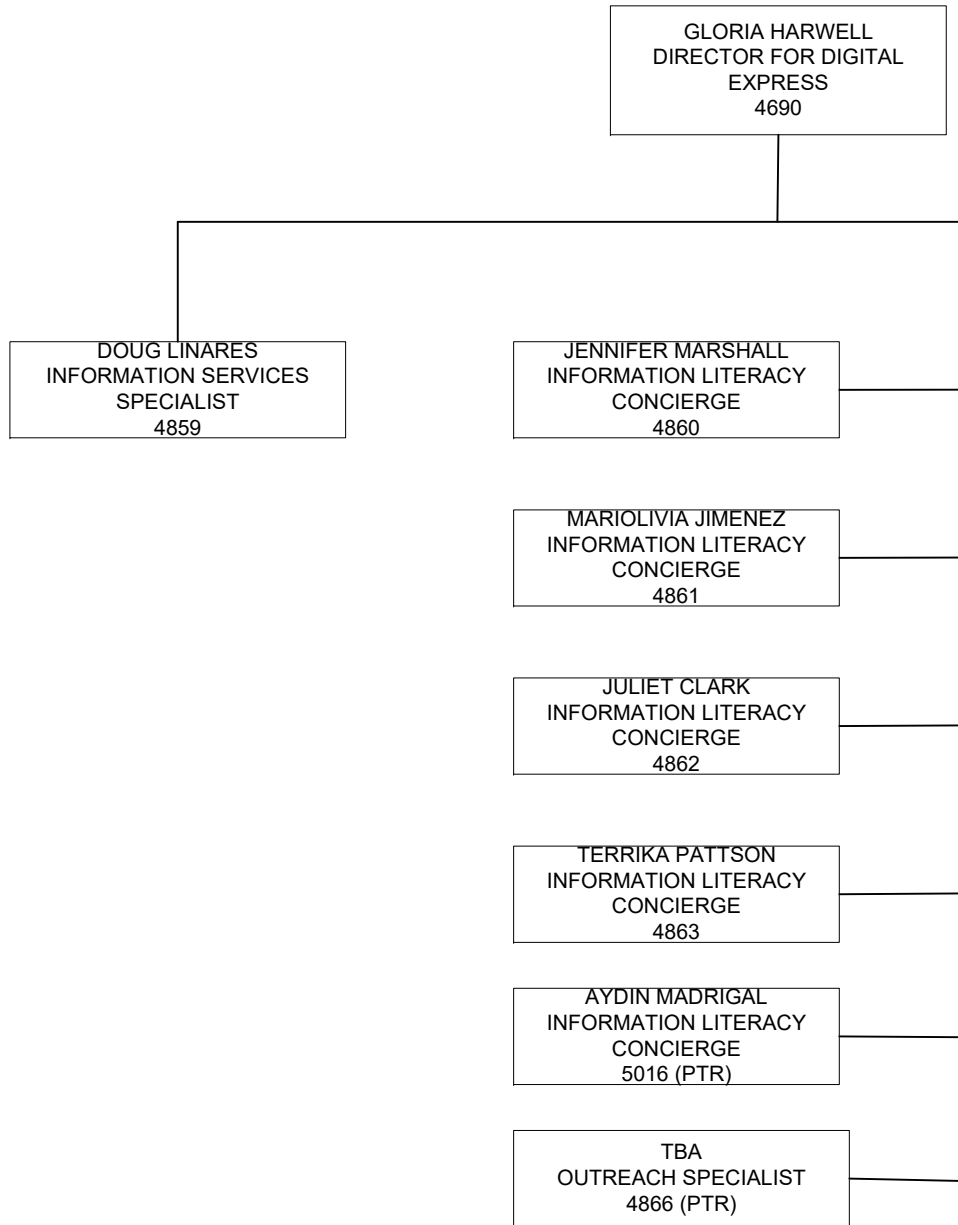 GLORIA HARWELL
DIRECTOR FOR DIGITAL
EXPRESS
4690
DOUG LINARES
INFORMATION SERVICES
SPECIALIST
4859
JENNIFER MARSHALL
INFORMATION LITERACY
CONCIERGE
4860
MARIOLIVIA JIMENEZ
INFORMATION LITERACY
CONCIERGE
4861
JULIET CLARK
INFORMATION LITERACY
CONCIERGE
4862
TERRIKA PATTSON
INFORMATION LITERACY
CONCIERGE
4863
AYDIN MADRIGAL
INFORMATION LITERACY
CONCIERGE
5016 (PTR)
TBA
OUTREACH SPECIALIST
4866 (PTR)